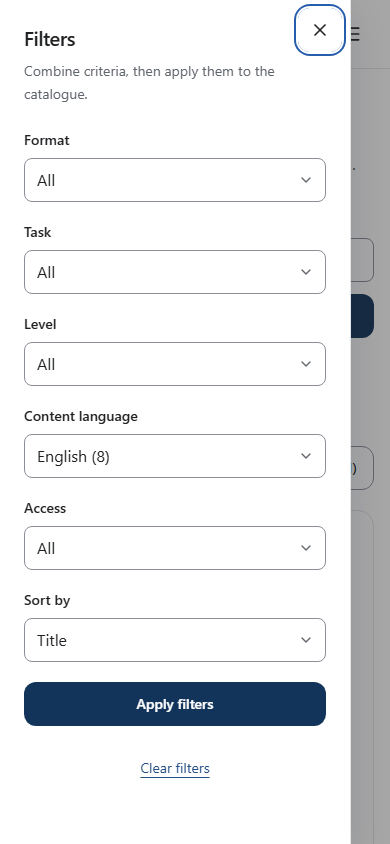 Filters
Combine criteria, then apply them to the
catalogue.
Format
All
Task
All
Level
All
Content language
English (8)
Access
All
Sort by
Title
Apply filters
Clear filters